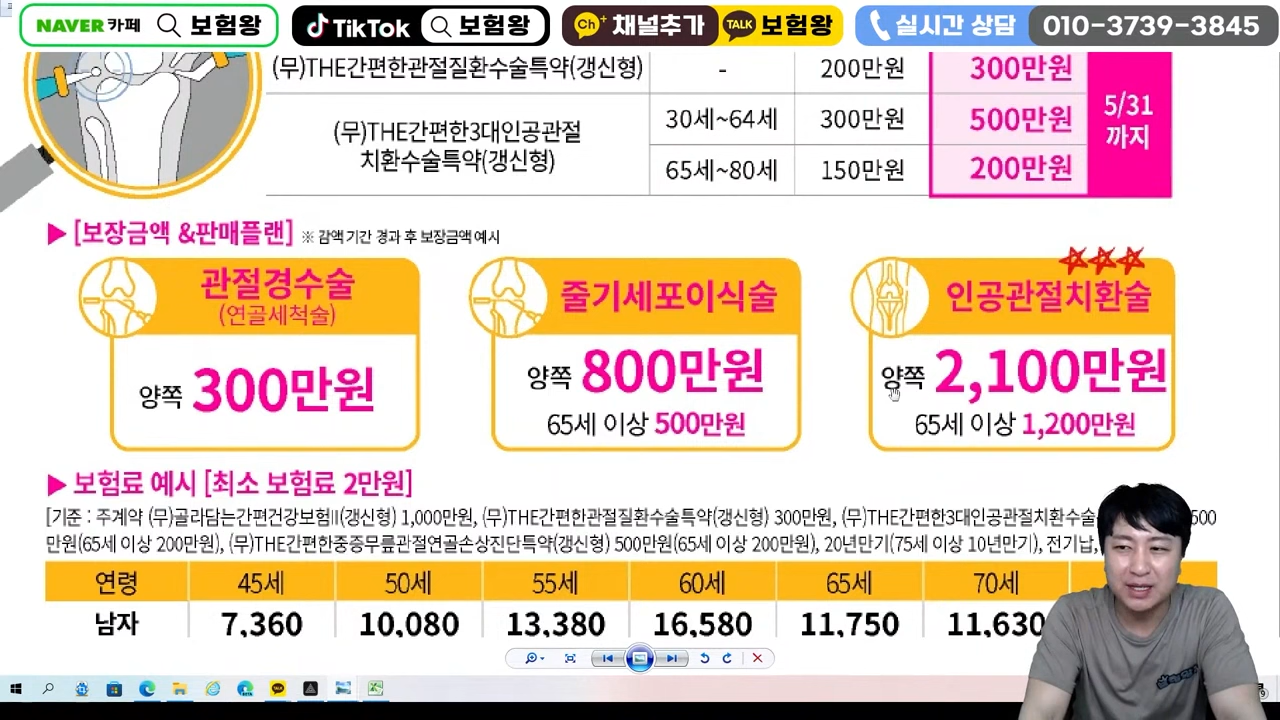 NAVER 카페 보험왕
TikTok 보험왕
Ch+ 채널추가 TALK 보험왕
실시간 상담 010-3739-3845
(무)THE간편한관절질환수술특약(갱신형) - 200만원 300만원
(무)THE간편한3대인공관절
치환수술특약(갱신형)
30세~64세 300만원 500만원
65세~80세 150만원 200만원
5/31
까지
▶ [보장금액 &판매플랜] ※ 감액 기간 경과 후 보장금액 예시
관절경수술
(연골세척술)
양쪽 300만원
줄기세포이식술
양쪽 800만원
65세 이상 500만원
인공관절치환술
양쪽 2,100만원
65세 이상 1,200만원
▶ 보험료 예시 [최소 보험료 2만원]
[기준 : 주계약 (무)골라담는간편건강보험II(갱신형) 1,000만원, (무)THE간편한관절질환수술특약(갱신형) 300만원, (무)THE간편한3대인공관절치환수술 500
만원(65세 이상 200만원), (무)THE간편한중증무릎관절연골손상진단특약(갱신형) 500만원(65세 이상 200만원), 20년만기(75세 이상 10년만기), 전기납,
연령 45세 50세 55세 60세 65세 70세
남자 7,360 10,080 13,380 16,580 11,750 11,630